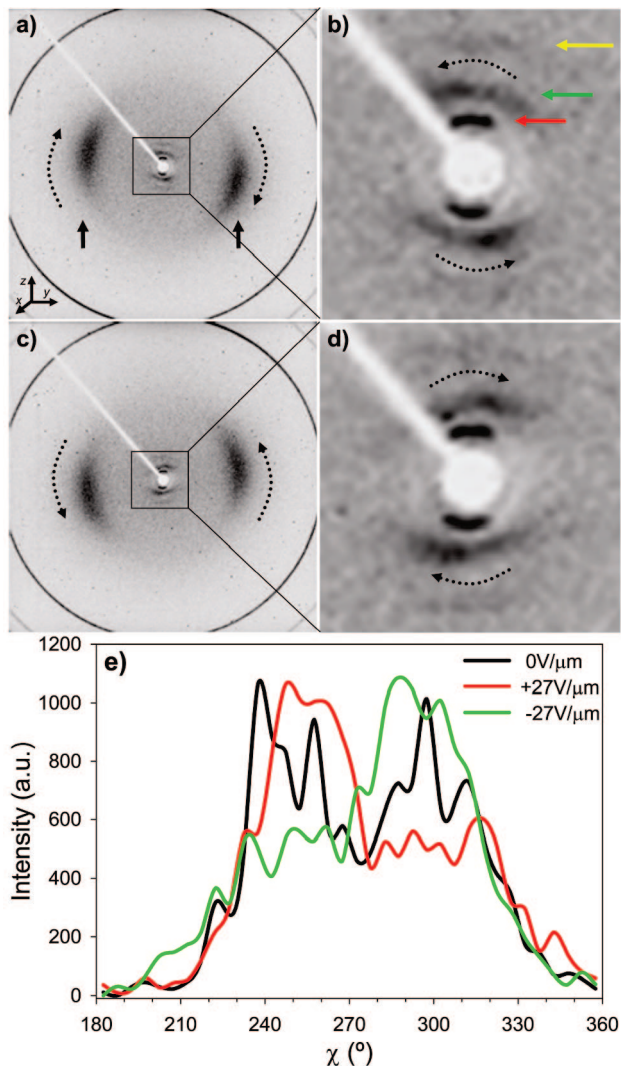 a)
b)
z
x
y
c)
d)
e)
0V/μm
+27V/μm
-27V/μm
1200
1000
800
600
400
200
0
Intensity (a.u.)
180 210 240 270 300 330 360
χ (º)